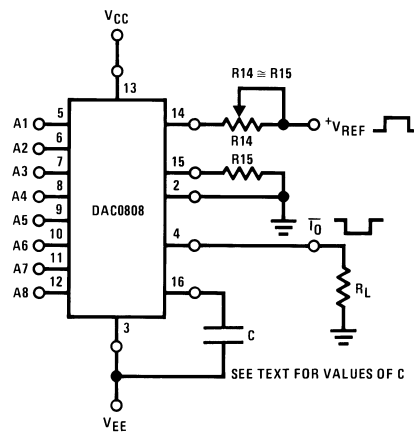 VCC
13
R14 ≅ R15
A1 5
14
R14
+VREF
A2 6
A3 7
15
R15
A4 8
2
DAC0808
A5 9
A6 10
4
IO
A7 11
A8 12
16
RL
C
3
SEE TEXT FOR VALUES OF C
VEE